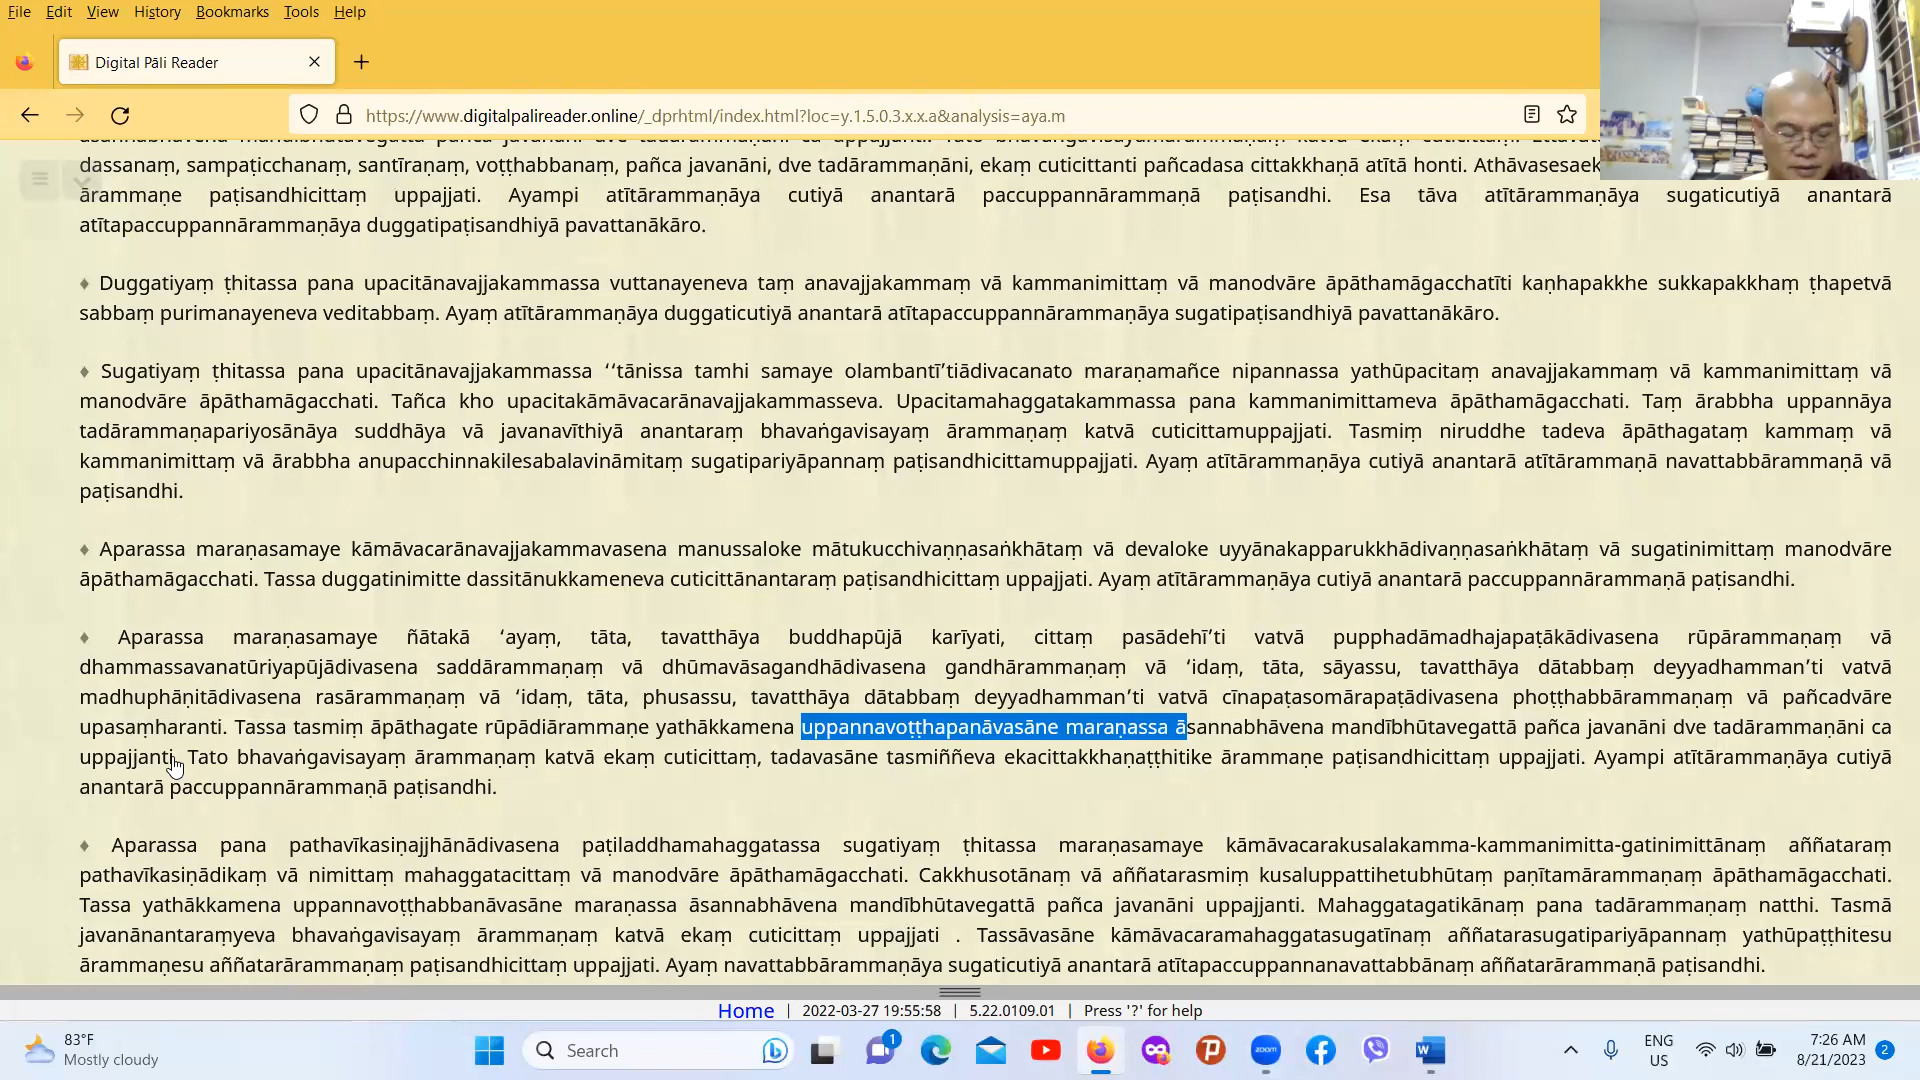 File Edit View History Bookmarks Tools Help
Digital Pāli Reader
https://www.digitalpalireader.online/_dprhtml/index.html?loc=y.1.5.0.3.x.x.a&analysis=aya.m
dassanaṃ, sampaṭicchanaṃ, santīraṇaṃ, voṭṭhabbanaṃ, pañca javanāni, dve tadārammaṇāni, ekaṃ cuticittanti pañcadasa cittakkhaṇā atītā honti. Athāvasesaek
ārammaṇe paṭisandhicittaṃ uppajjati. Ayampi atītārammaṇāya cutiyā anantarā paccuppannārammaṇā paṭisandhi. Esa tāva atītārammaṇāya sugaticutiyā anantarā
atītapaccuppannārammaṇāya duggatipaṭisandhiyā pavattanākāro.
♦ Duggatiyaṃ ṭhitassa pana upacitānavajjakammassa vuttanayeneva taṃ anavajjakammaṃ vā kammanimittaṃ vā manodvāre āpāthamāgacchatīti kaṇhapakkhe sukkapakkhaṃ ṭhapetvā
sabbaṃ purimanayeneva veditabbaṃ. Ayaṃ atītārammaṇāya duggaticutiyā anantarā atītapaccuppannārammaṇāya sugatipaṭisandhiyā pavattanākāro.
♦ Sugatiyaṃ ṭhitassa pana upacitānavajjakammassa ‘‘tānissa tamhi samaye olambantī’tiādivacanato maraṇamañce nipannassa yathūpacitaṃ anavajjakammaṃ vā kammanimittaṃ vā
manodvāre āpāthamāgacchati. Tañca kho upacitakāmāvacarānavajjakammasseva. Upacitamahaggatakammassa pana kammanimittameva āpāthamāgacchati. Taṃ ārabbha uppannāya
tadārammaṇapariyosānāya suddhāya vā javanavīthiyā anantaraṃ bhavaṅgavisayaṃ ārammaṇaṃ katvā cuticittamuppajjati. Tasmiṃ niruddhe tadeva āpāthagataṃ kammaṃ vā
kammanimittaṃ vā ārabbha anupacchinnakilesabalavināmitaṃ sugatipariyāpannaṃ paṭisandhicittamuppajjati. Ayaṃ atītārammaṇāya cutiyā anantarā atītārammaṇā navattabbārammaṇā vā
paṭisandhi.
♦ Aparassa maraṇasamaye kāmāvacarānavajjakammavasena manussaloke mātukucchivaṇṇasaṅkhātaṃ vā devaloke uyyānakapparukkhādivaṇṇasaṅkhātaṃ vā sugatinimittaṃ manodvāre
āpāthamāgacchati. Tassa duggatinimitte dassitānukkameneva cuticittānantaraṃ paṭisandhicittaṃ uppajjati. Ayaṃ atītārammaṇāya cutiyā anantarā paccuppannārammaṇā paṭisandhi.
♦ Aparassa maraṇasamaye ñātakā ‘ayaṃ, tāta, tavatthāya buddhapūjā karīyati, cittaṃ pasādehī’ti vatvā pupphadāmadhajapaṭākādivasena rūpārammaṇaṃ vā
dhammassavanatūriyapūjādivasena saddārammaṇaṃ vā dhūmavāsagandhādivasena gandhārammaṇaṃ vā ‘idaṃ, tāta, sāyassu, tavatthāya dātabbaṃ deyyadhamman’ti vatvā
madhuphāṇitādivasena rasārammaṇaṃ vā ‘idaṃ, tāta, phusassu, tavatthāya dātabbaṃ deyyadhamman’ti vatvā cīnapaṭasomārapaṭādivasena phoṭṭhabbārammaṇaṃ vā pañcadvāre
upasaṃharanti. Tassa tasmiṃ āpāthagate rūpādiārammaṇe yathākkamena uppannavoṭṭhapanāvasāne maraṇassa āsannabhāvena mandībhūtavegattā pañca javanāni dve tadārammaṇāni ca
uppajjanti. Tato bhavaṅgavisayaṃ ārammaṇaṃ katvā ekaṃ cuticittaṃ, tadavasāne tasmiññeva ekacittakkhaṇaṭṭhitike ārammaṇe paṭisandhicittaṃ uppajjati. Ayampi atītārammaṇāya cutiyā
anantarā paccuppannārammaṇā paṭisandhi.
♦ Aparassa pana pathavīkasiṇajjhānādivasena paṭiladdhamahaggatassa sugatiyaṃ ṭhitassa maraṇasamaye kāmāvacarakusalakamma-kammanimitta-gatinimittānaṃ aññataraṃ
pathavīkasiṇādikaṃ vā nimittaṃ mahaggatacittaṃ vā manodvāre āpāthamāgacchati. Cakkhusotānaṃ vā aññatarasmiṃ kusaluppattihetubhūtaṃ paṇītamārammaṇaṃ āpāthamāgacchati.
Tassa yathākkamena uppannavoṭṭhabbanāvasāne maraṇassa āsannabhāvena mandībhūtavegattā pañca javanāni uppajjanti. Mahaggatagatikānaṃ pana tadārammaṇaṃ natthi. Tasmā
javanānantaraṃyeva bhavaṅgavisayaṃ ārammaṇaṃ katvā ekaṃ cuticittaṃ uppajjati . Tassāvasāne kāmāvacaramahaggatasugatīnaṃ aññatarasugatipariyāpannaṃ yathūpaṭṭhitesu
ārammaṇesu aññatarārammaṇaṃ paṭisandhicittaṃ uppajjati. Ayaṃ navattabbārammaṇāya sugaticutiyā anantarā atītapaccuppannanavattabbānaṃ aññatarārammaṇā paṭisandhi.
Home | 2022-03-27 19:55:58 | 5.22.0109.01 | Press '?' for help
83°F
Mostly cloudy
Search
1
zoom
ENG
US
7:26 AM
8/21/2023
2